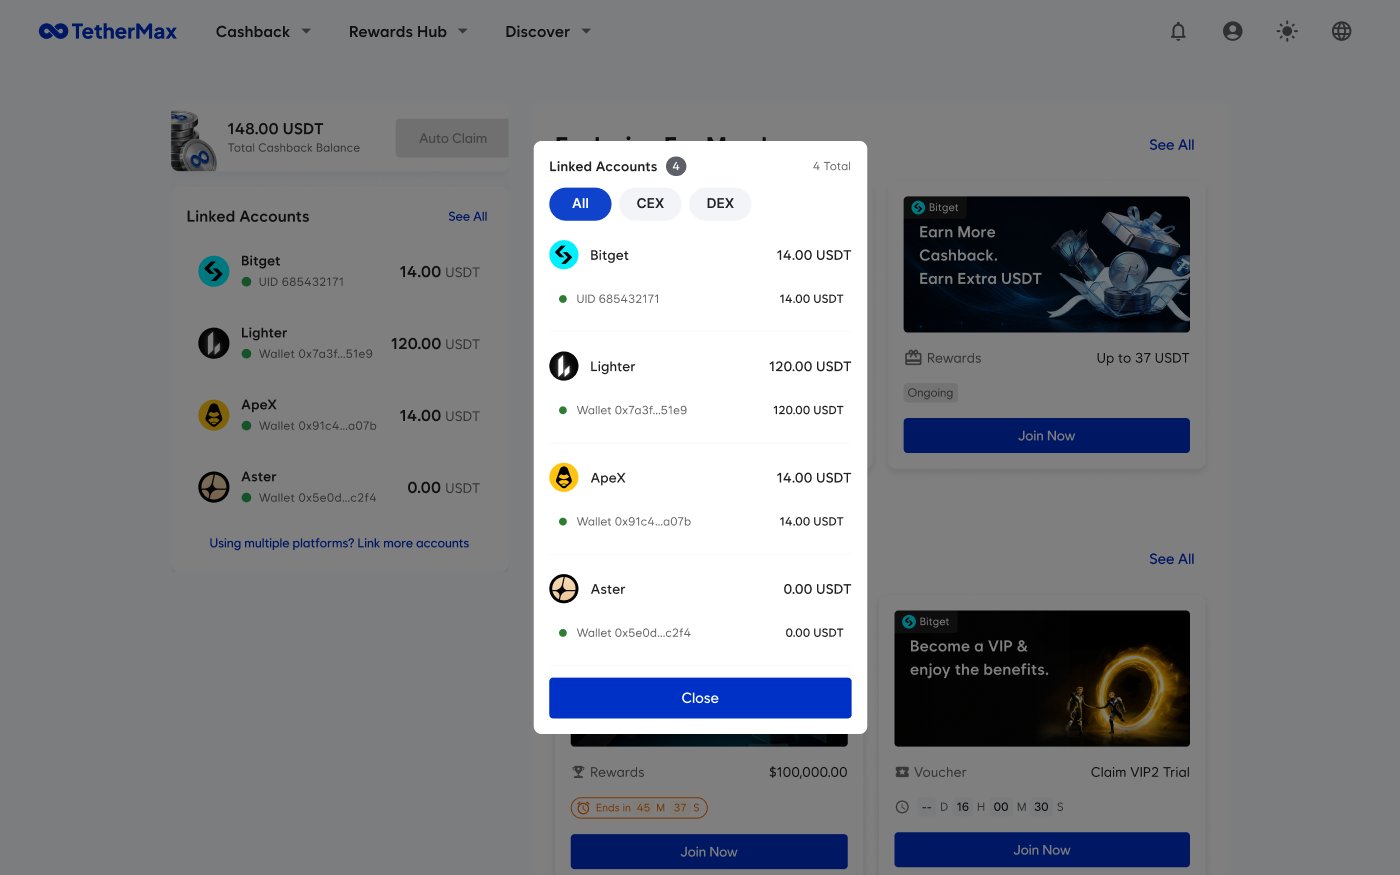 TetherMax
Cashback
Rewards Hub
Discover
148.00 USDT
Total Cashback Balance
Auto Claim
Linked Accounts
See All
Bitget
UID 685432171
14.00 USDT
Lighter
Wallet 0x7a3f...51e9
120.00 USDT
ApeX
Wallet 0x91c4...a07b
14.00 USDT
Aster
Wallet 0x5e0d...c2f4
0.00 USDT
Using multiple platforms? Link more accounts
Linked Accounts 4
4 Total
All
CEX
DEX
Bitget
14.00 USDT
UID 685432171
14.00 USDT
Lighter
120.00 USDT
Wallet 0x7a3f...51e9
120.00 USDT
ApeX
14.00 USDT
Wallet 0x91c4...a07b
14.00 USDT
Aster
0.00 USDT
Wallet 0x5e0d...c2f4
0.00 USDT
Close
See All
Bitget
Earn More
Cashback.
Earn Extra USDT
Rewards
Up to 37 USDT
Ongoing
Join Now
See All
Rewards
$100,000.00
Ends in 45 M 37 S
Join Now
Bitget
Become a VIP &
enjoy the benefits.
Voucher
Claim VIP2 Trial
-- D 16 H 00 M 30 S
Join Now